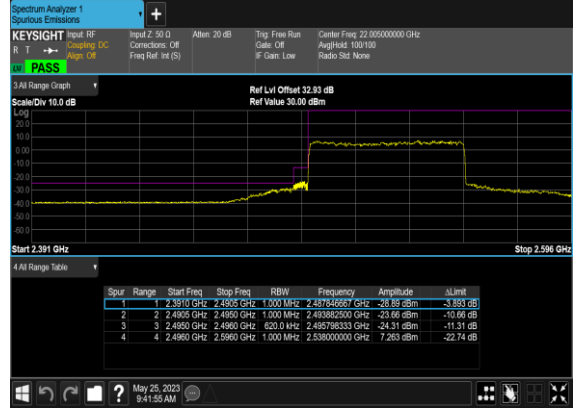 Spectrum Analyzer 1
Spurious Emissions
+
KEYSIGHT Input: RF
R T Coupling: DC
Align: Off
Input Z: 50 Ω
Corrections: Off
Freq Ref: Int (S)
Atten: 20 dB
Trig: Free Run
Gate: Off
IF Gain: Low
Center Freq: 22.005000000 GHz
Avg|Hold: 100/100
Radio Std: None
PASS
3 All Range Graph
Ref Lvl Offset 32.93 dB
Scale/Div 10.0 dB
Ref Value 30.00 dBm
Log
20.0
10.0
0.00
-10.0
-20.0
-30.0
-40.0
-50.0
-60.0
Start 2.391 GHz
Stop 2.596 GHz
4 All Range Table
Spur Range Start Freq Stop Freq RBW Frequency Amplitude ΔLimit
1 1 2.3910 GHz 2.4905 GHz 1.000 MHz 2.487846667 GHz -28.89 dBm -3.893 dB
2 2 2.4905 GHz 2.4950 GHz 1.000 MHz 2.493882500 GHz -23.66 dBm -10.66 dB
3 3 2.4950 GHz 2.4960 GHz 620.0 kHz 2.495798333 GHz -24.31 dBm -11.31 dB
4 4 2.4960 GHz 2.5960 GHz 1.000 MHz 2.538000000 GHz 7.263 dBm -22.74 dB
?
May 25, 2023
9:41:55 AM